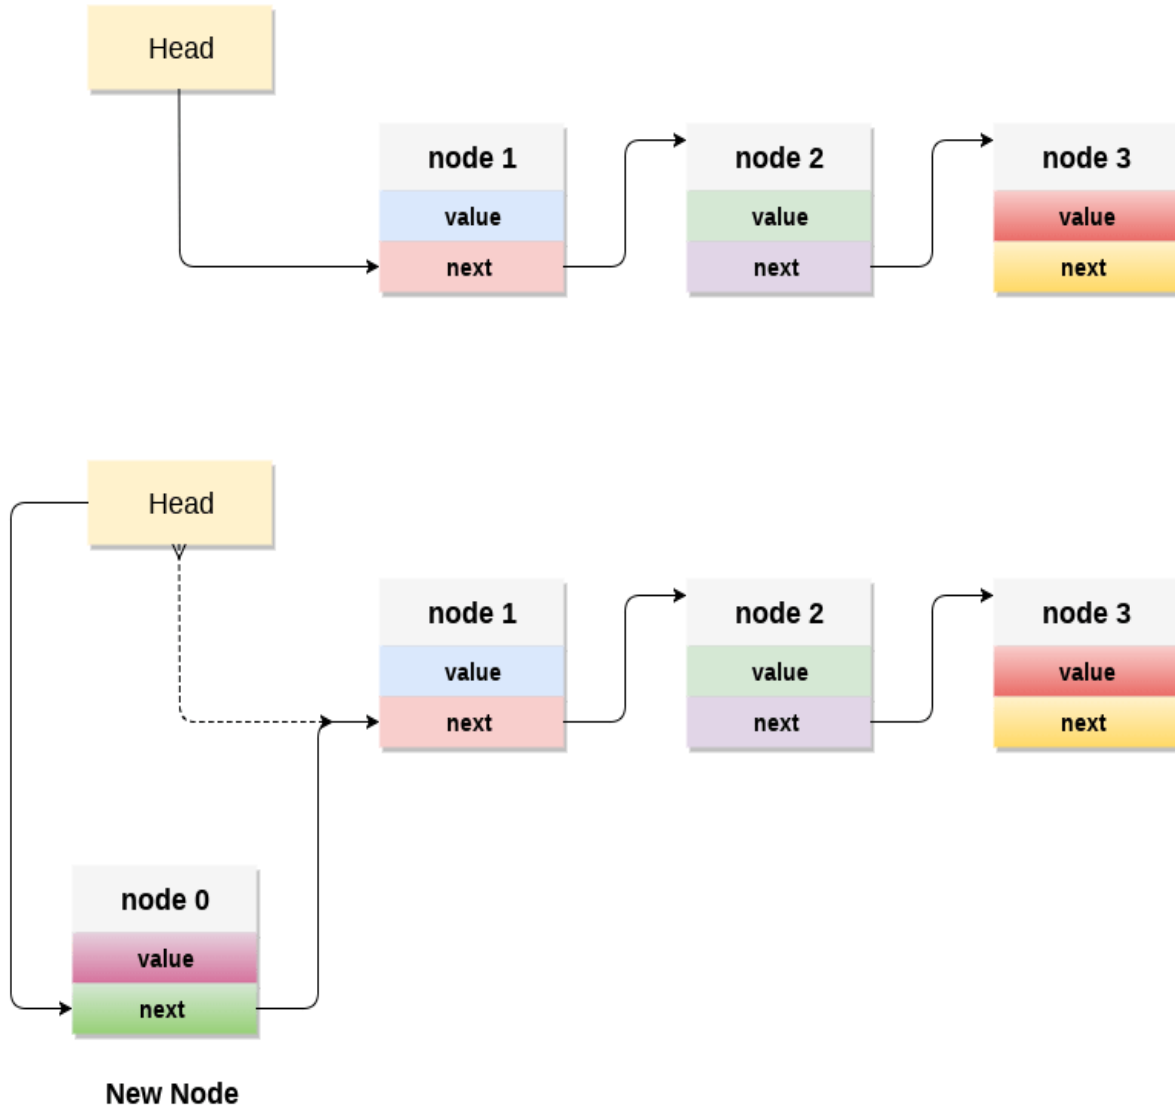 Head
node 1
value
next
node 2
value
next
node 3
value
next
Head
node 1
value
next
node 2
value
next
node 3
value
next
node 0
value
next
New Node